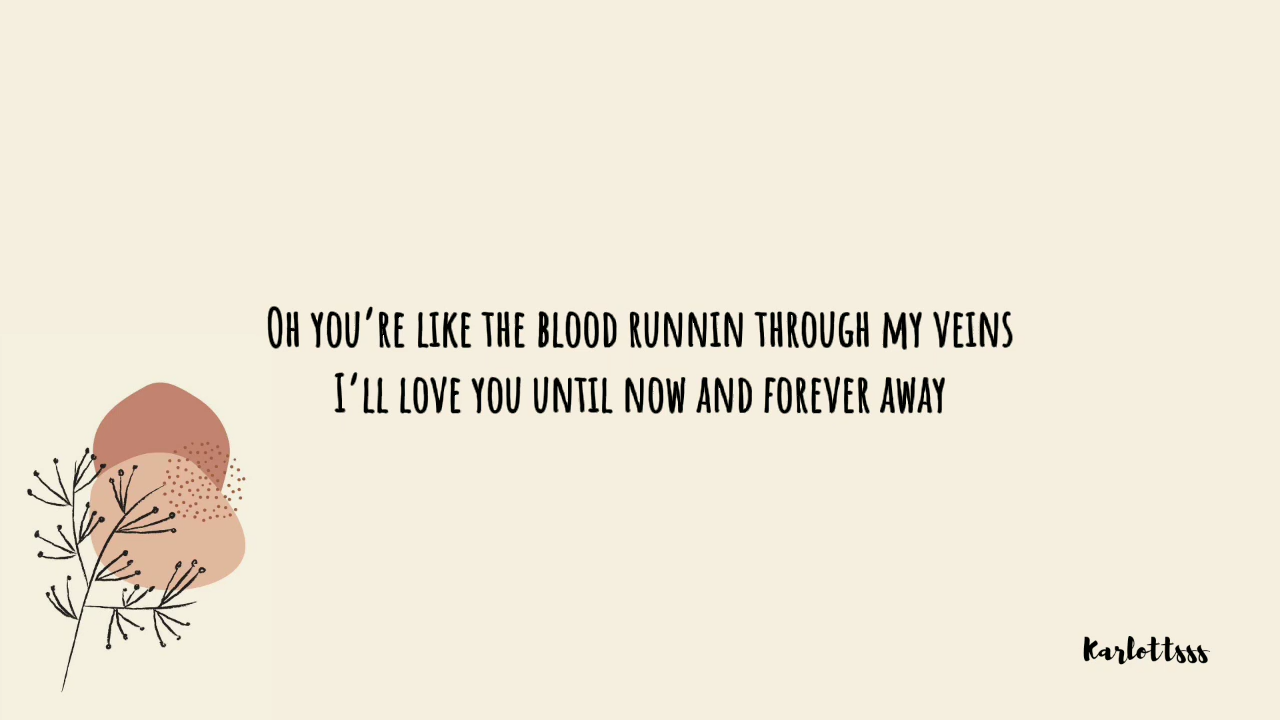 Oh you're like the blood runnin through my veins
I'll love you until now and forever away
Karlottsss